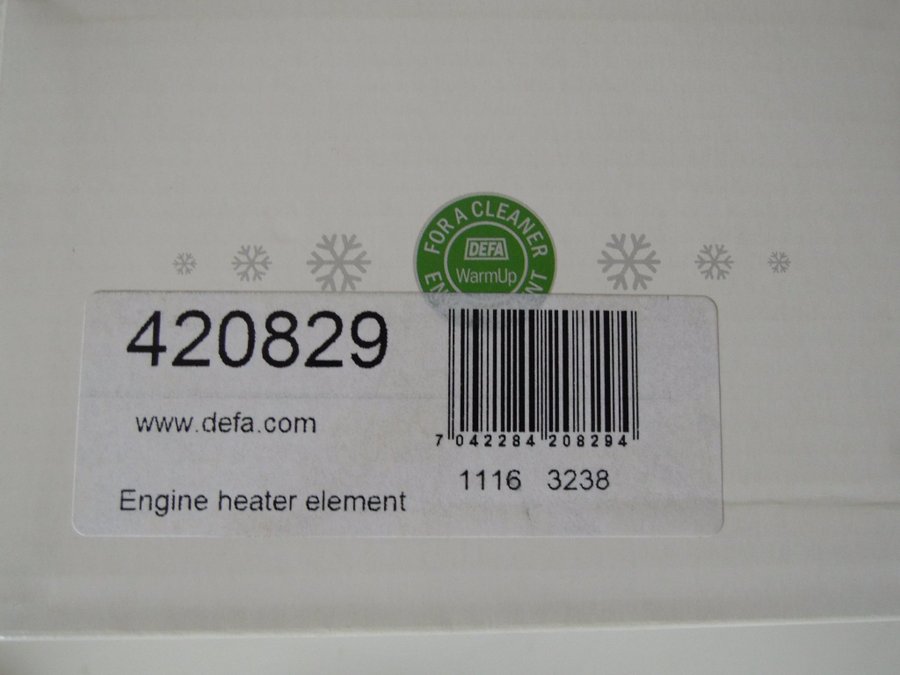 FOR A CLEANER
DEFA
WarmUp
420829
www.defa.com
7 042284 208294
1116 3238
Engine heater element